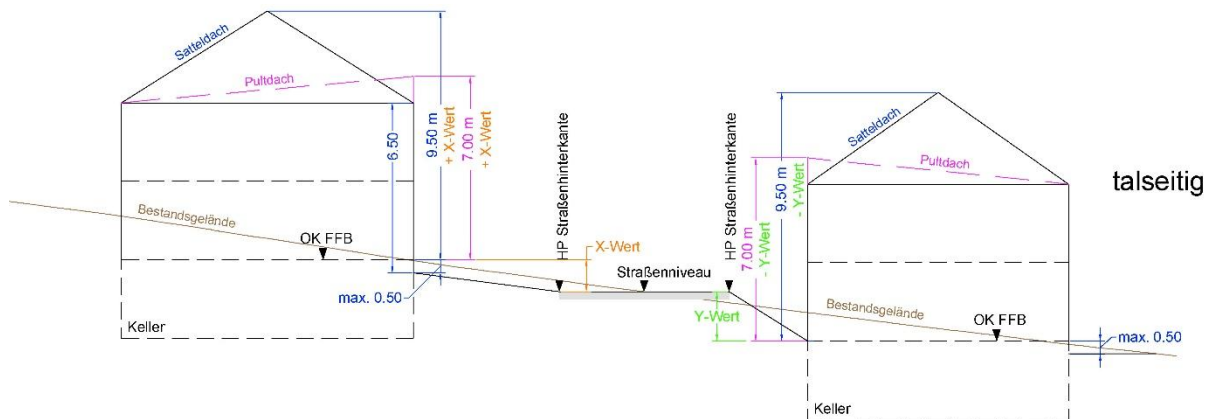 Satteldach
Pultdach
6.50
9.50 m
+ X-Wert
7.00 m
+ X-Wert
Bestandsgelände
OK FFB
max. 0.50
Keller
HP Straßenhinterkante
X-Wert
Straßenniveau
Y-Wert
HP Straßenhinterkante
7.00 m
- Y-Wert
9.50 m
- Y-Wert
Satteldach
Pultdach
talseitig
Bestandsgelände
OK FFB
max. 0.50
Keller